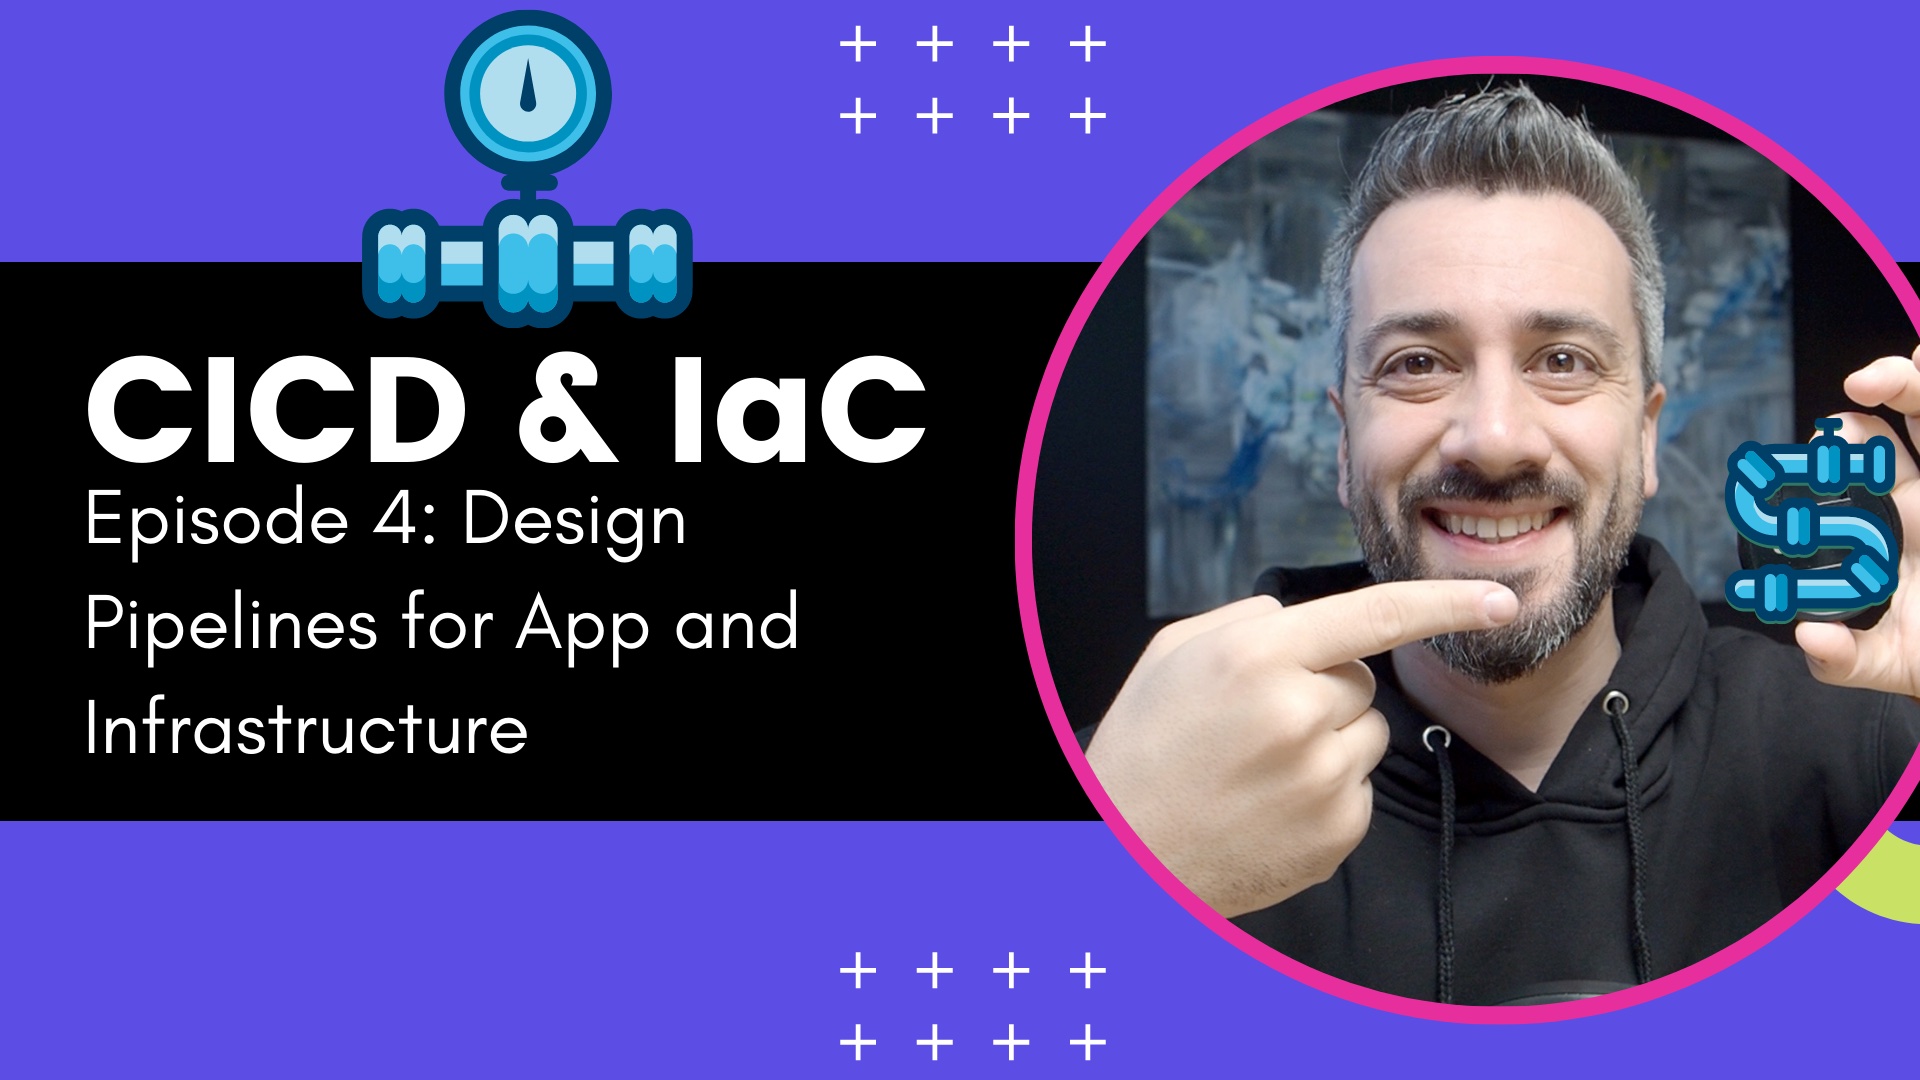 CICD & IaC
Episode 4: Design
Pipelines for App and
Infrastructure